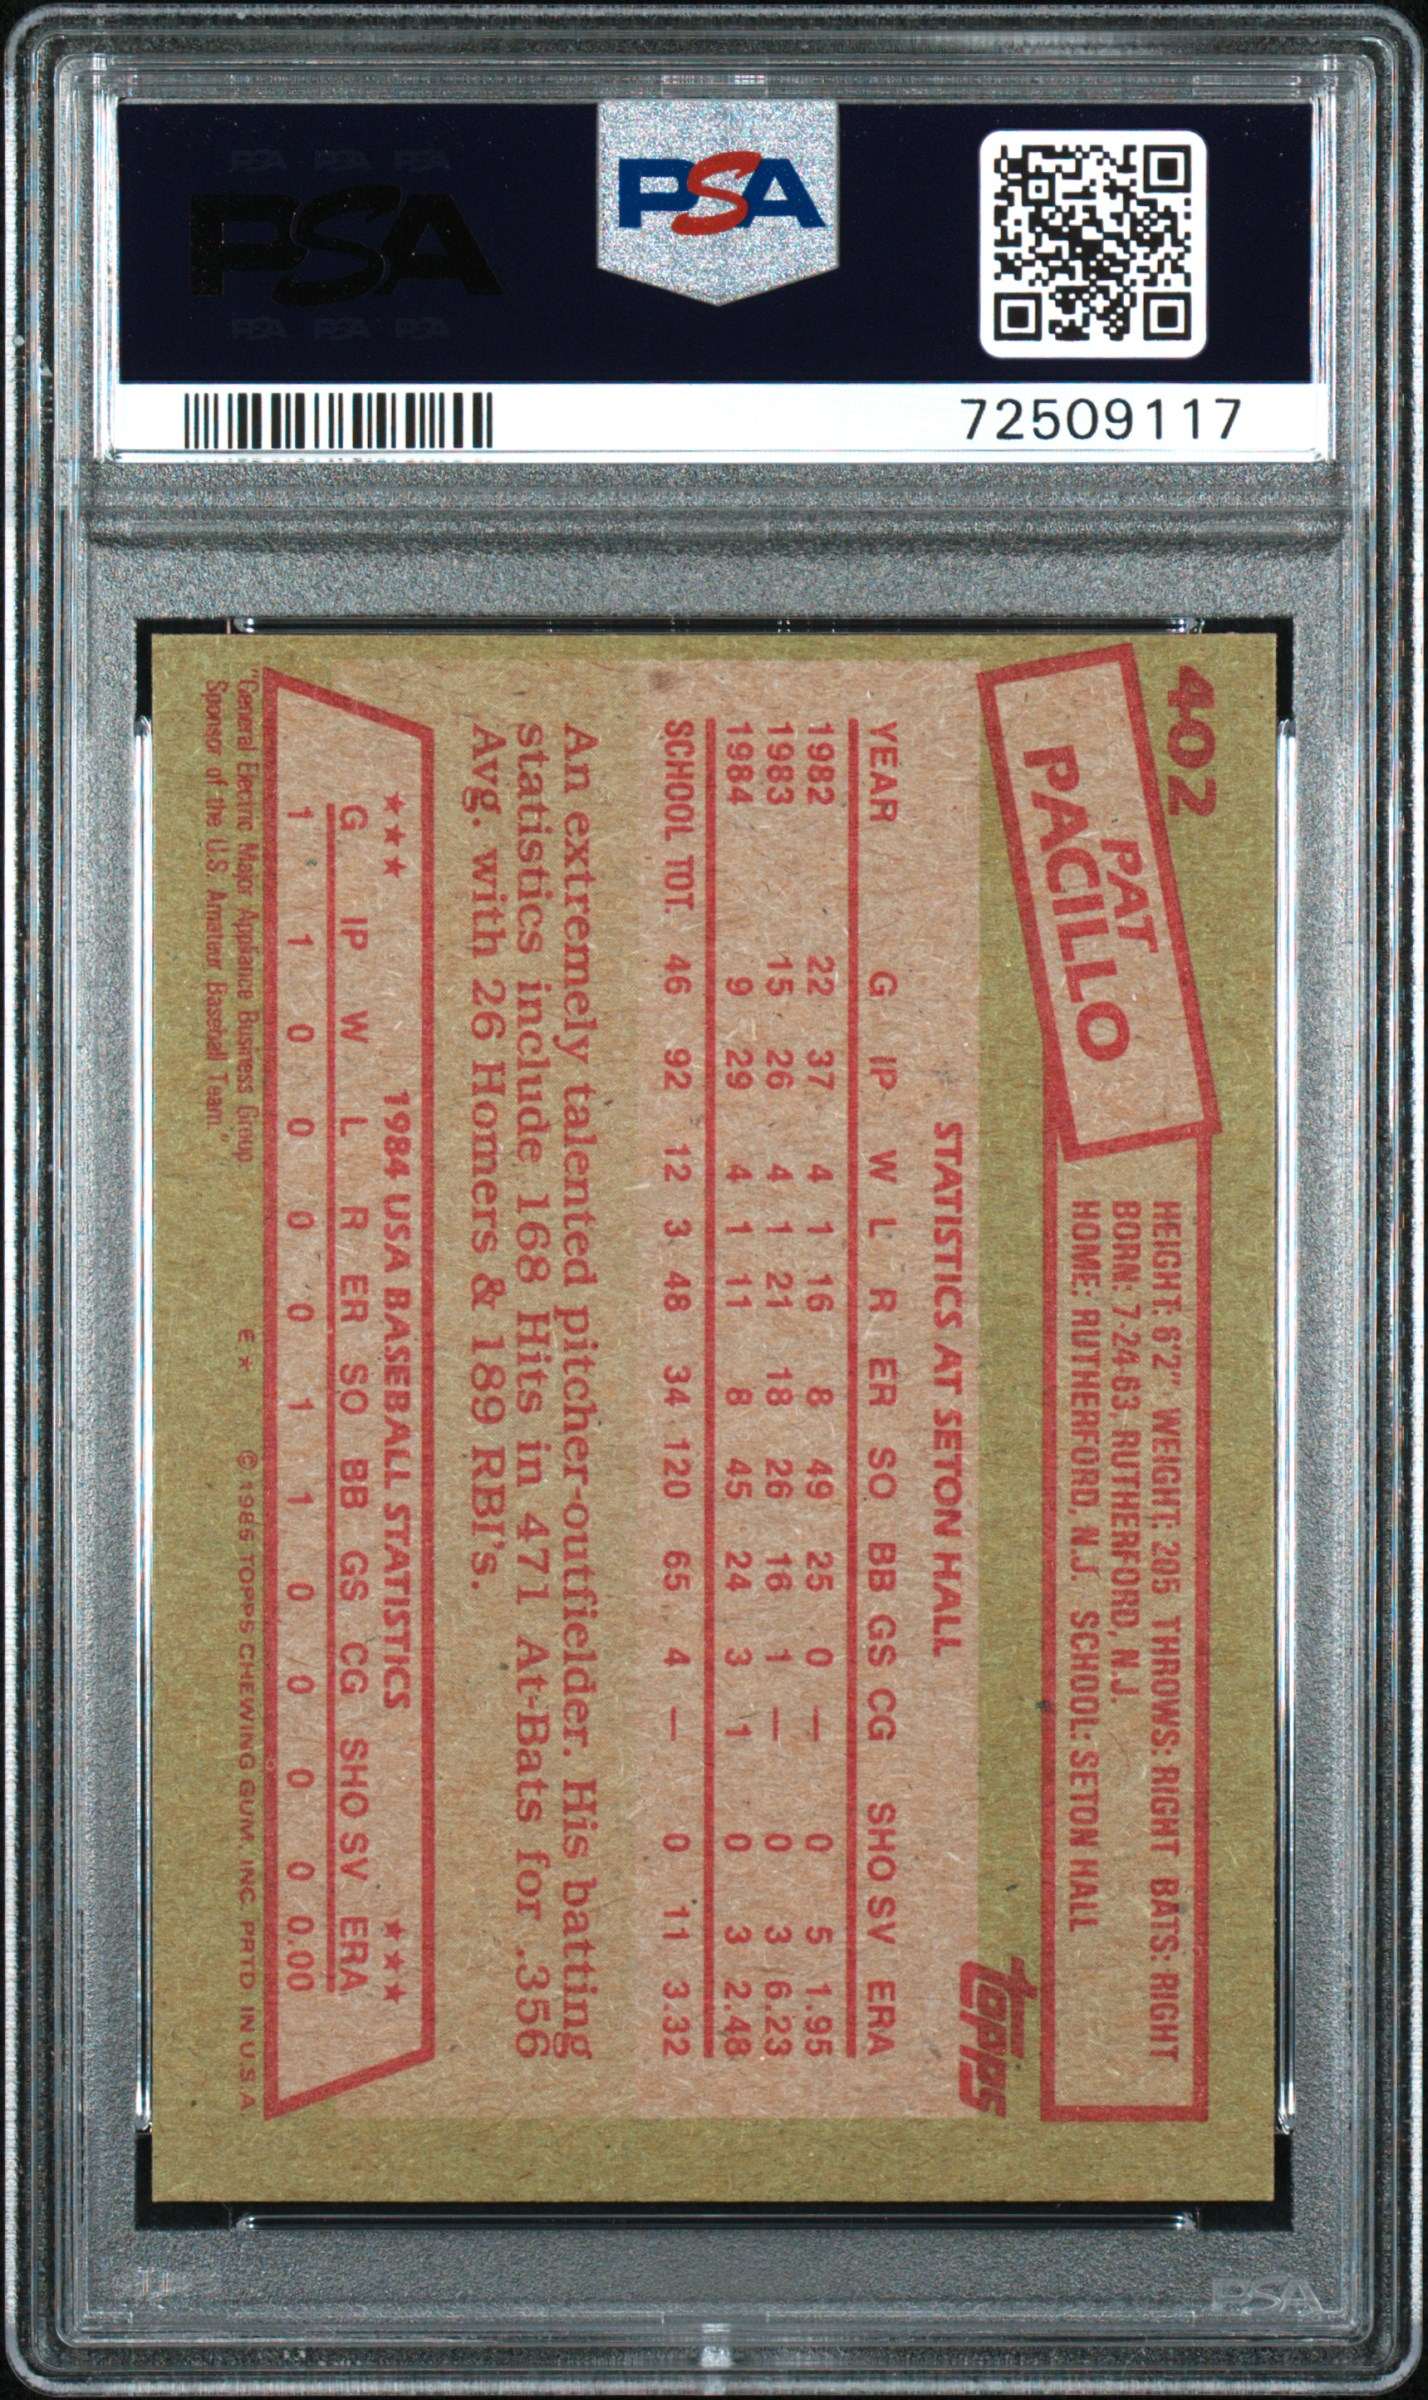 PSA PSA PSA
PSA
PSA PSA PSA
PSA
72509117
402
PAT
PACILLO
HEIGHT: 6'2" WEIGHT: 205 THROWS: RIGHT BATS: RIGHT
BORN: 7-24-63, RUTHERFORD, N.J.
HOME: RUTHERFORD, N.J. SCHOOL: SETON HALL
topps
STATISTICS AT SETON HALL
YEAR G IP W L R ER SO BB GS CG SHO SV ERA
1982 22 37 4 1 16 8 49 25 0 — 0 5 1.95
1983 15 26 4 1 21 18 26 16 1 — 0 3 6.23
1984 9 29 4 1 11 8 45 24 3 1 0 3 2.48
SCHOOL TOT. 46 92 12 3 48 34 120 65 4 — 0 11 3.32
An extremely talented pitcher-outfielder. His batting
statistics include 168 Hits in 471 At-Bats for .356
Avg. with 26 Homers & 189 RBI's.
★★★ 1984 USA BASEBALL STATISTICS ★★★
G IP W L R ER SO BB GS CG SHO SV ERA
1 1 0 0 0 0 1 1 0 0 0 0 0.00
"General Electric Major Appliance Business Group
Sponsor of the U.S. Amateur Baseball Team."
E★ © 1985 TOPPS CHEWING GUM, INC. PRTD. IN U.S.A.
PSA